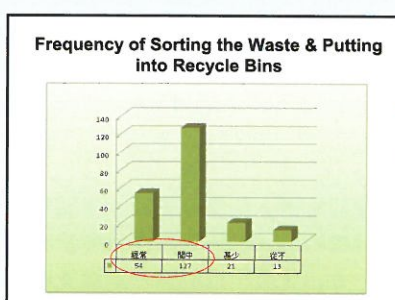 Frequency of Sorting the Waste & Putting
into Recycle Bins
140
120
100
80
60
40
20
0
經常 間中 甚少 從不
54 127 21 13